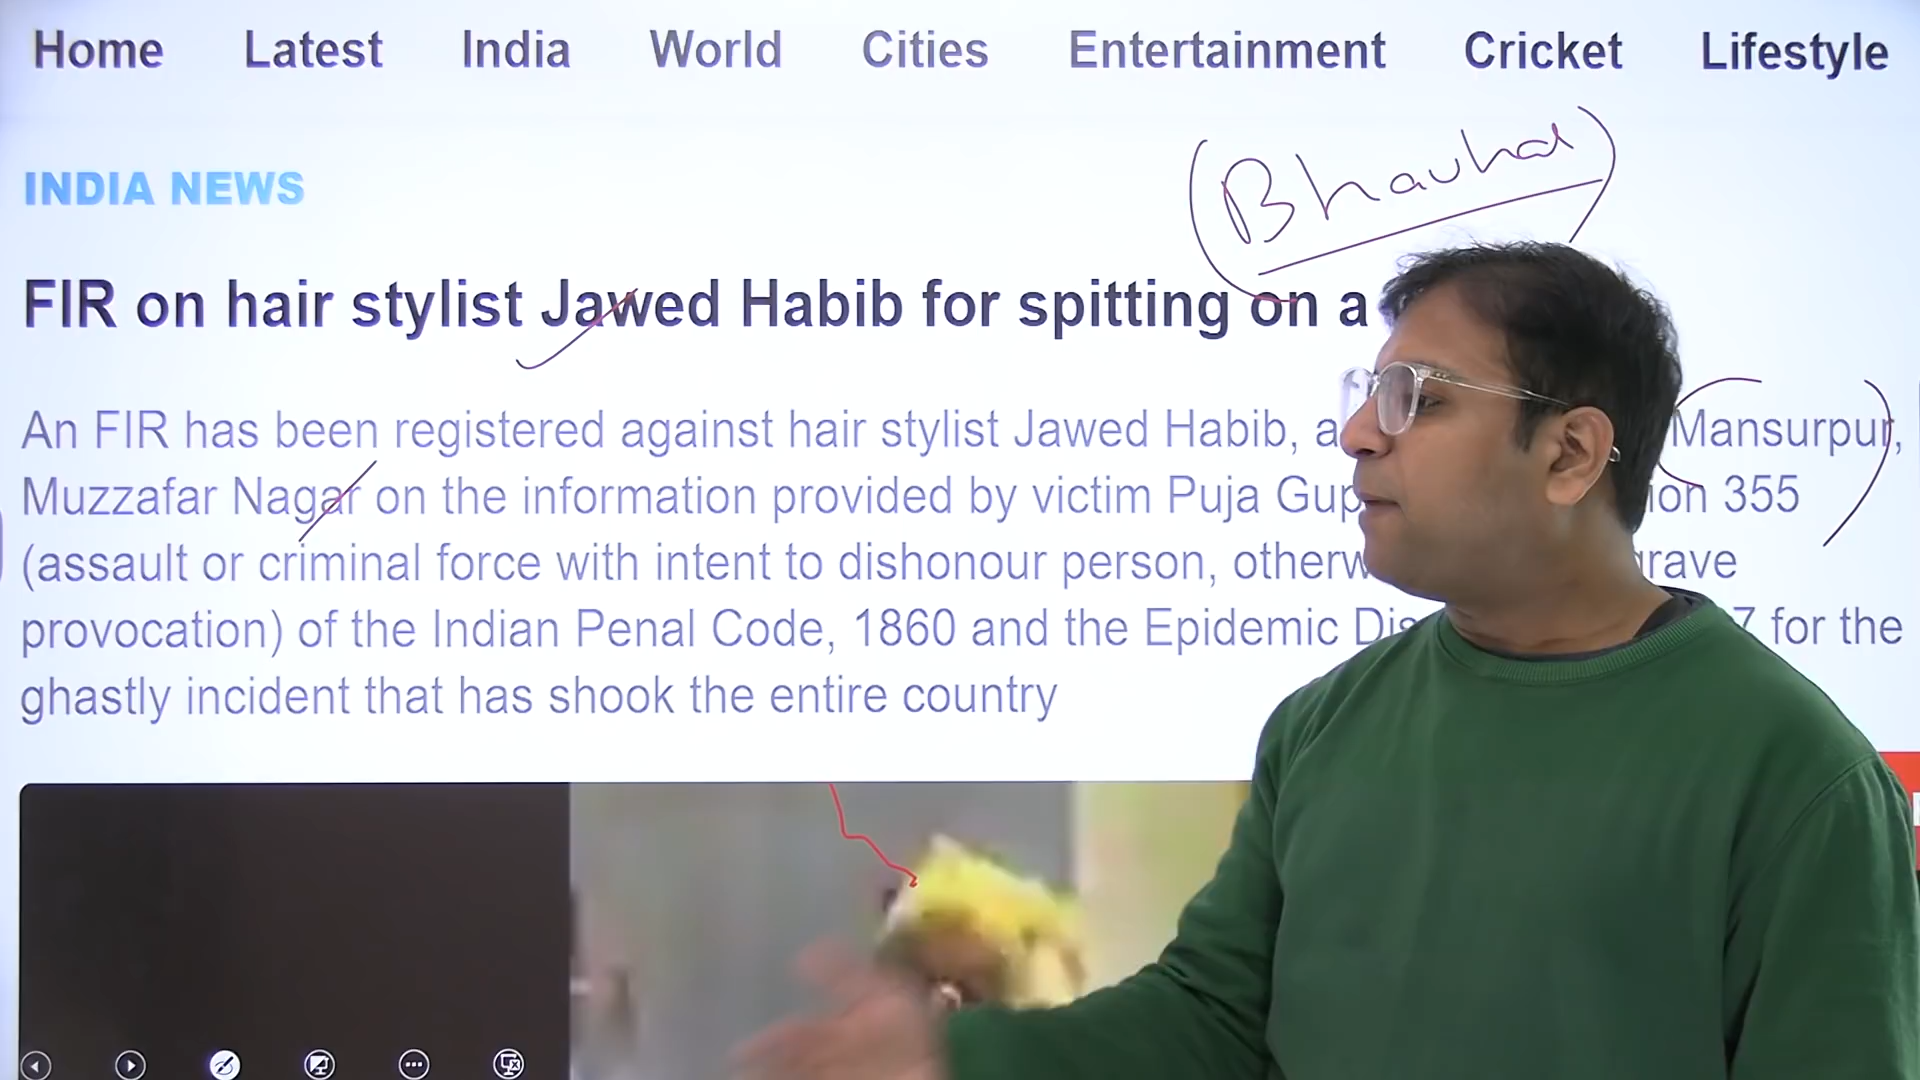 Home Latest India World Cities Entertainment Cricket Lifestyle
INDIA NEWS
FIR on hair stylist Jawed Habib for spitting on a
An FIR has been registered against hair stylist Jawed Habib, a Mansurpur,
Muzzafar Nagar on the information provided by victim Puja Gup ion 355
(assault or criminal force with intent to dishonour person, otherw grave
provocation) of the Indian Penal Code, 1860 and the Epidemic Dis 7 for the
ghastly incident that has shook the entire country